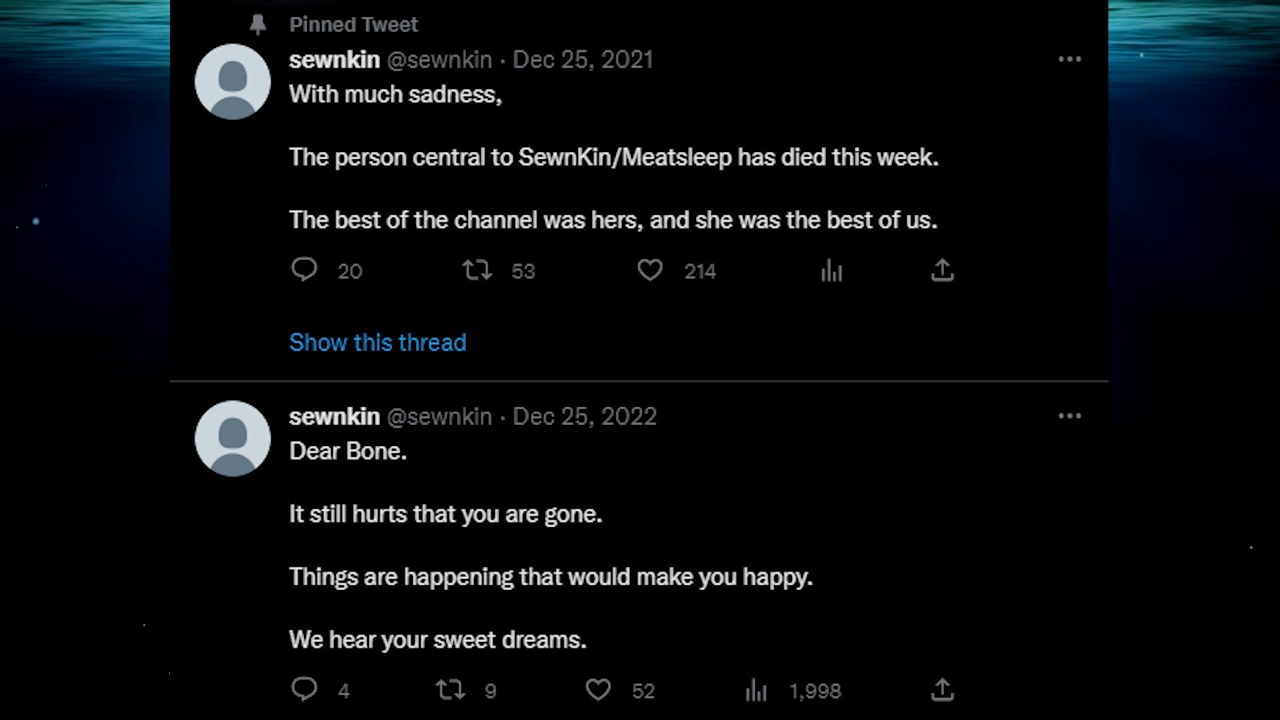 Pinned Tweet
sewnkin @sewnkin · Dec 25, 2021
With much sadness,
The person central to SewnKin/Meatsleep has died this week.
The best of the channel was hers, and she was the best of us.
20 53 214
Show this thread
sewnkin @sewnkin · Dec 25, 2022
Dear Bone.
It still hurts that you are gone.
Things are happening that would make you happy.
We hear your sweet dreams.
4 9 52 1,998